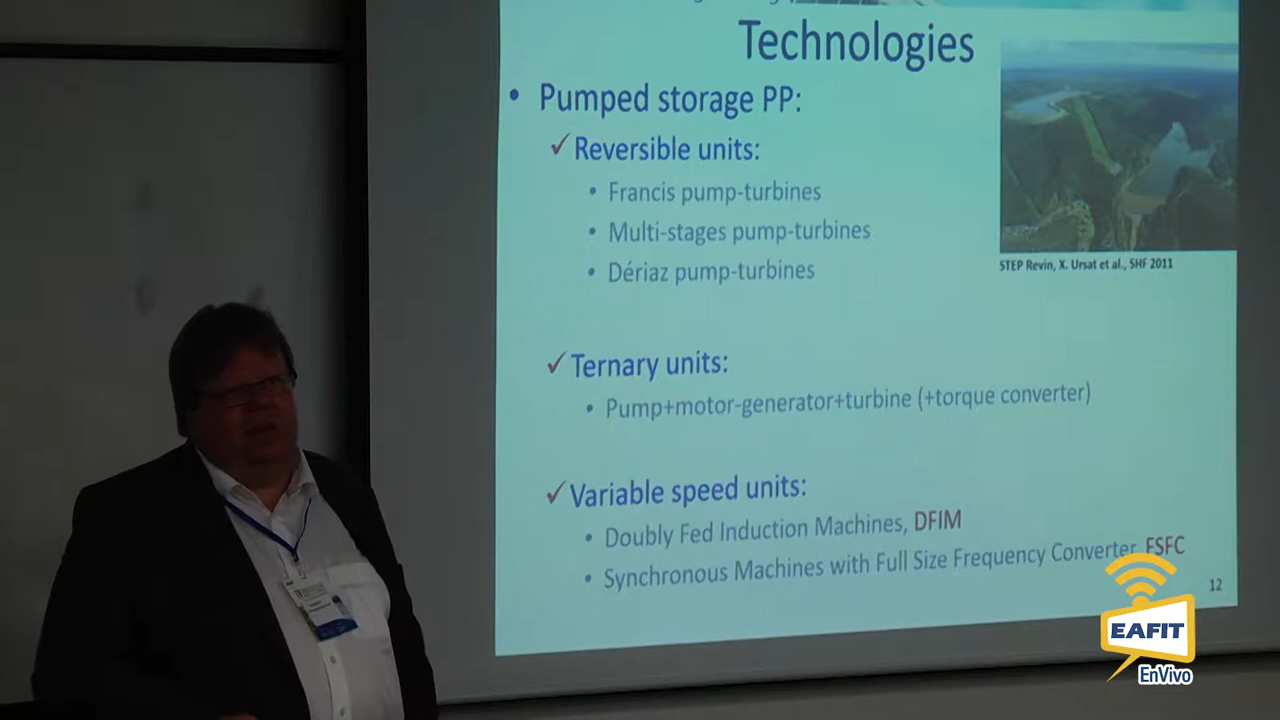 Technologies
• Pumped storage PP:
✓ Reversible units:
• Francis pump-turbines
• Multi-stages pump-turbines
• Dériaz pump-turbines
STEP Revin, X. Ursat et al., SHF 2011
✓ Ternary units:
• Pump+motor-generator+turbine (+torque converter)
✓ Variable speed units:
• Doubly Fed Induction Machines, DFIM
• Synchronous Machines with Full Size Frequency Converter, FSFC
12
EAFIT
EnVivo